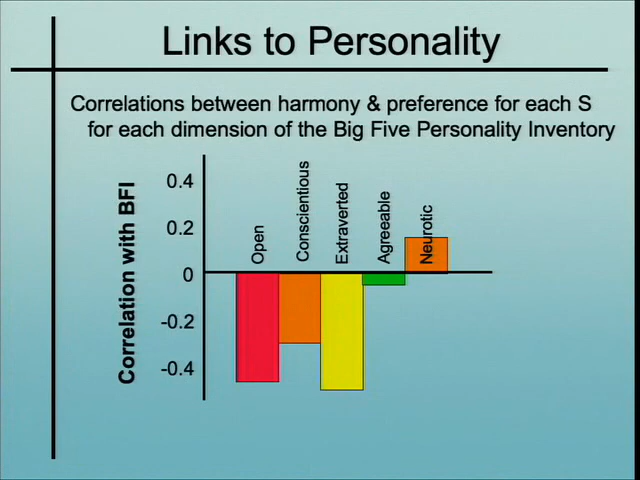 Links to Personality
Correlations between harmony & preference for each S
for each dimension of the Big Five Personality Inventory
Correlation with BFI
0.4
0.2
0
-0.2
-0.4
Open
Conscientious
Extraverted
Agreeable
Neurotic